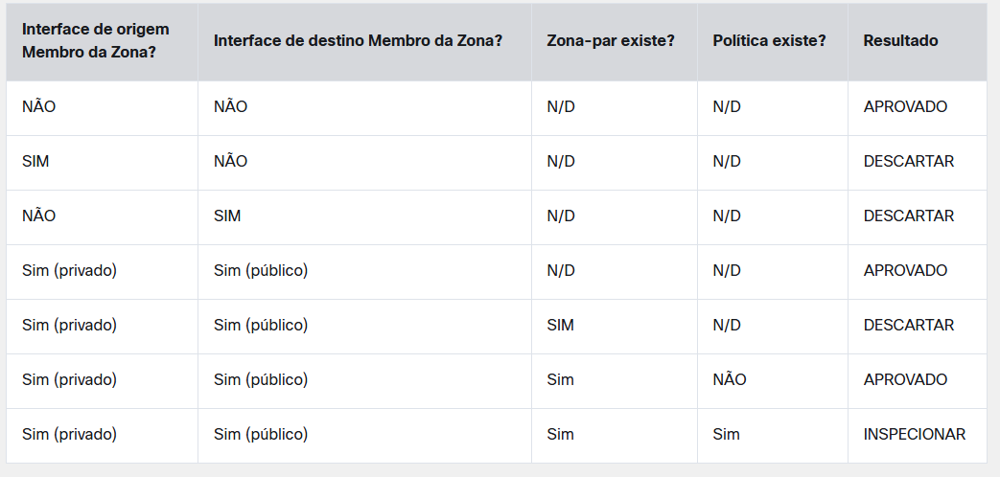 Interface de origem
Membro da Zona?
Interface de destino Membro da Zona?
Zona-par existe?
Política existe?
Resultado
NÃO NÃO N/D N/D APROVADO
SIM NÃO N/D N/D DESCARTAR
NÃO SIM N/D N/D DESCARTAR
Sim (privado) Sim (público) N/D N/D APROVADO
Sim (privado) Sim (público) SIM N/D DESCARTAR
Sim (privado) Sim (público) Sim NÃO APROVADO
Sim (privado) Sim (público) Sim Sim INSPECIONAR